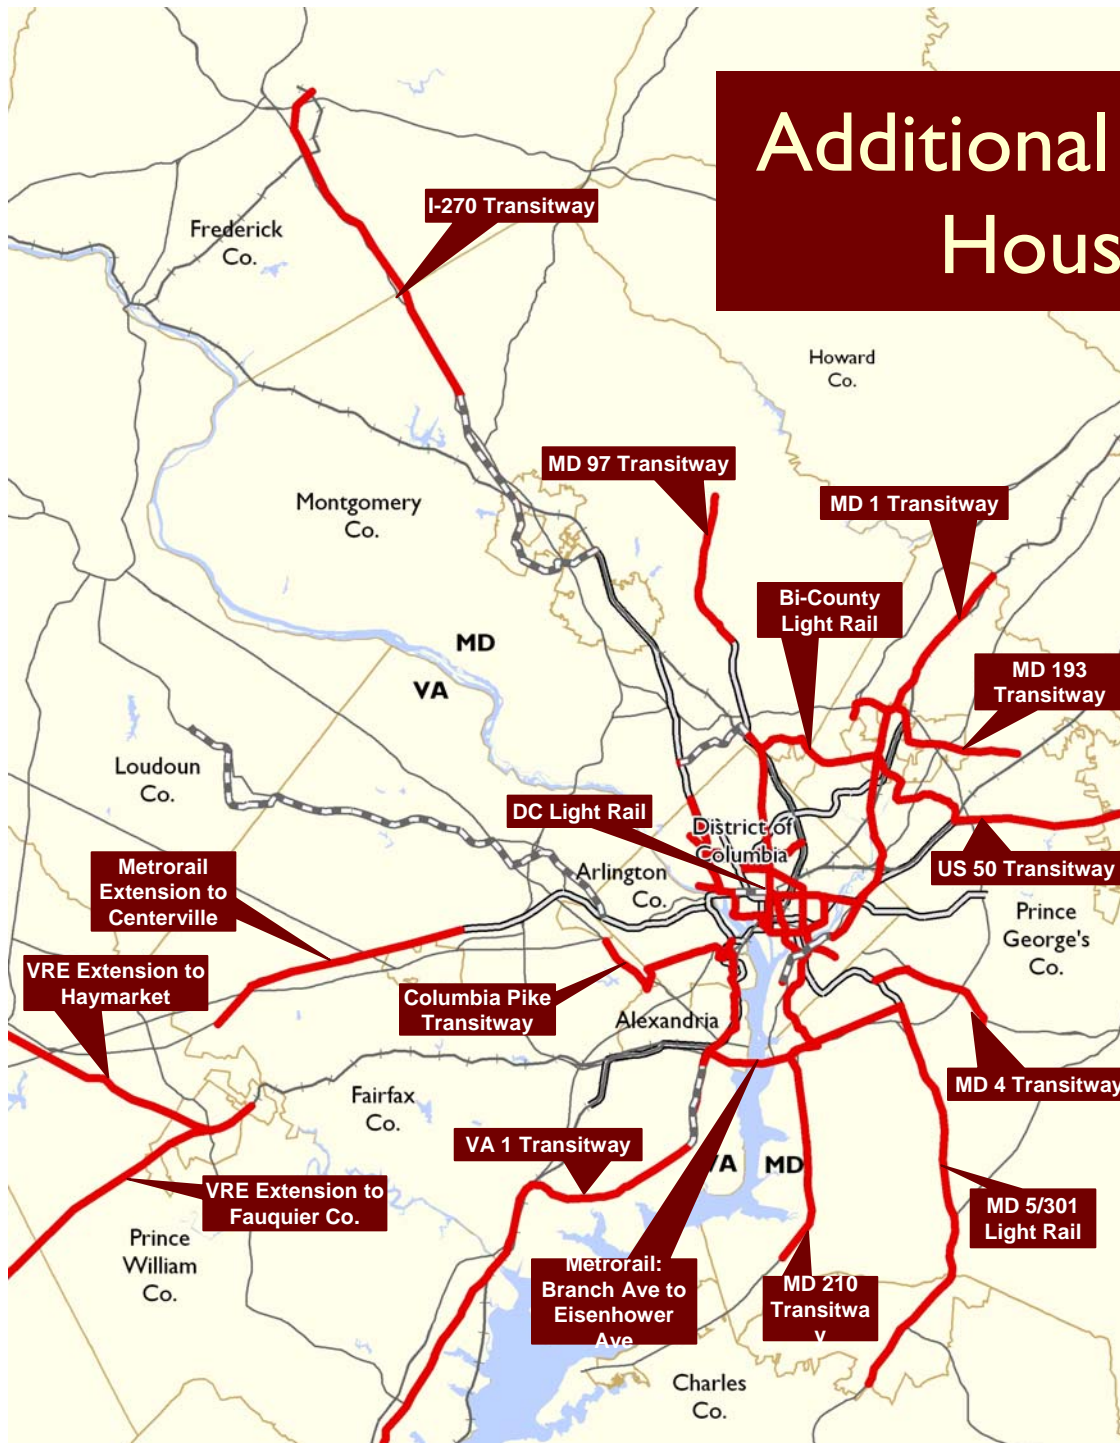 Additional
Hous
I-270 Transitway
Frederick
Co.
Howard
Co.
MD 97 Transitway
MD 1 Transitway
Montgomery
Co.
Bi-County
Light Rail
MD
VA
MD 193
Transitway
Loudoun
Co.
DC Light Rail
District of
Columbia
US 50 Transitway
Metrorail
Extension to
Centerville
Arlington
Co.
Prince
George's
Co.
VRE Extension to
Haymarket
Columbia Pike
Transitway
Alexandria
MD 4 Transitway
Fairfax
Co.
VA 1 Transitway
VA
MD
VRE Extension to
Fauquier Co.
MD 5/301
Light Rail
Prince
William
Co.
Metrorail:
Branch Ave to
Eisenhower
Ave
MD 210
Transitwa
y
Charles
Co.